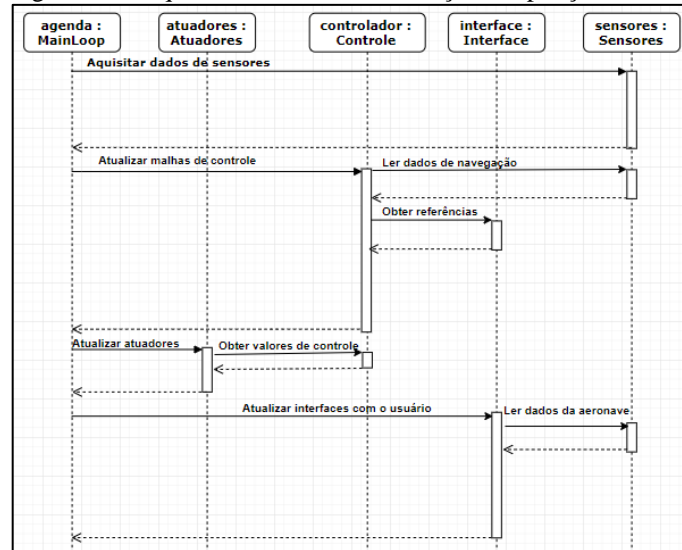 agenda :
MainLoop
atuadores :
Atuadores
controlador :
Controle
interface :
Interface
sensores :
Sensores
Aquisitar dados de sensores
Atualizar malhas de controle
Ler dados de navegação
Obter referências
Atualizar atuadores
Obter valores de controle
Atualizar interfaces com o usuário
Ler dados da aeronave